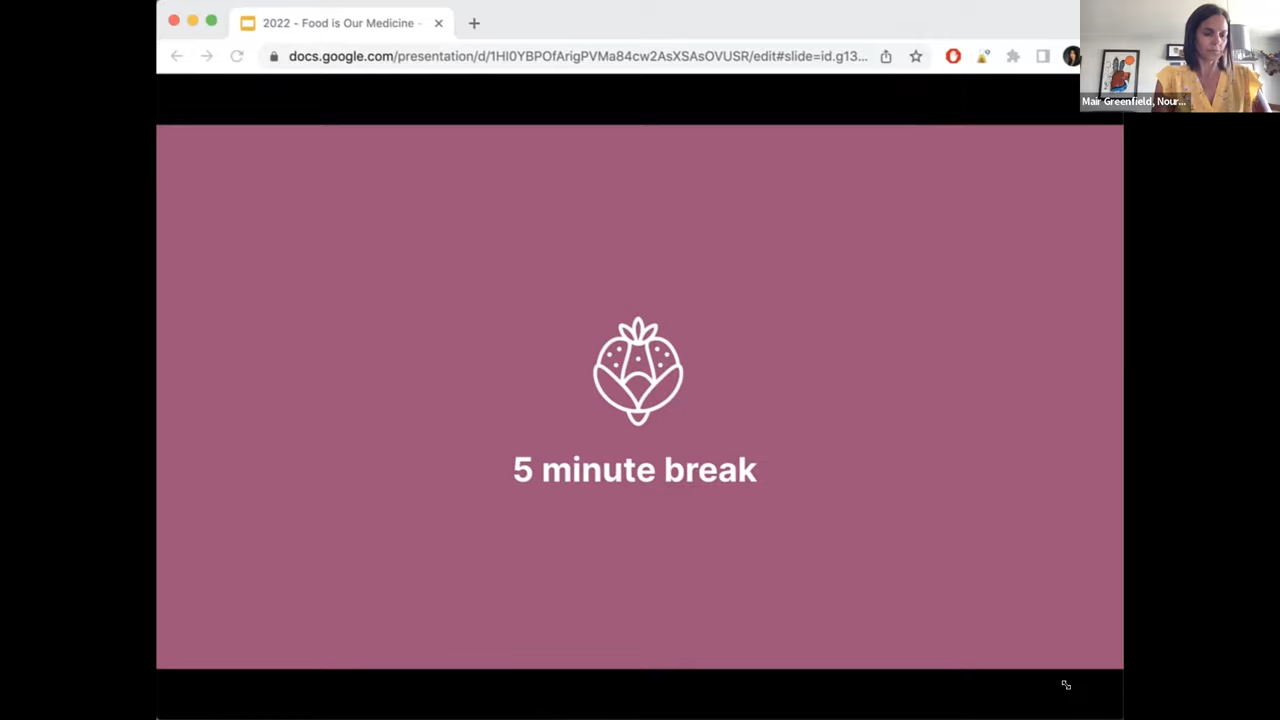 2022 - Food is Our Medicine -
docs.google.com/presentation/d/1HI0YBPOfArigPVMa84cw2AsXSAsOVUSR/edit#slide=id.g13...
Mair Greenfield, Nour...
5 minute break